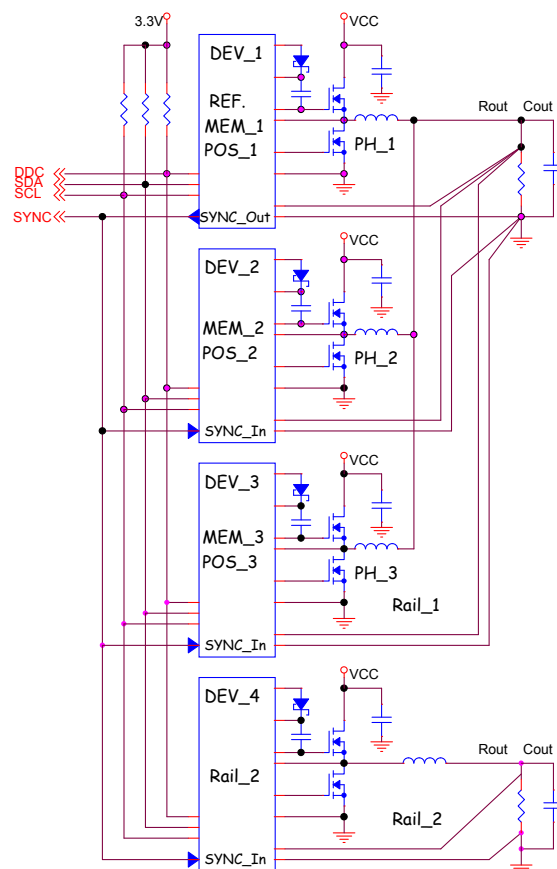 3.3V
VCC
DEV_1
REF.
MEM_1
POS_1
PH_1
Rout Cout
DDC
SDA
SCL
SYNC
SYNC_Out
VCC
DEV_2
MEM_2
POS_2
PH_2
SYNC_In
VCC
DEV_3
MEM_3
POS_3
PH_3
Rail_1
SYNC_In
VCC
DEV_4
Rout Cout
Rail_2
Rail_2
SYNC_In